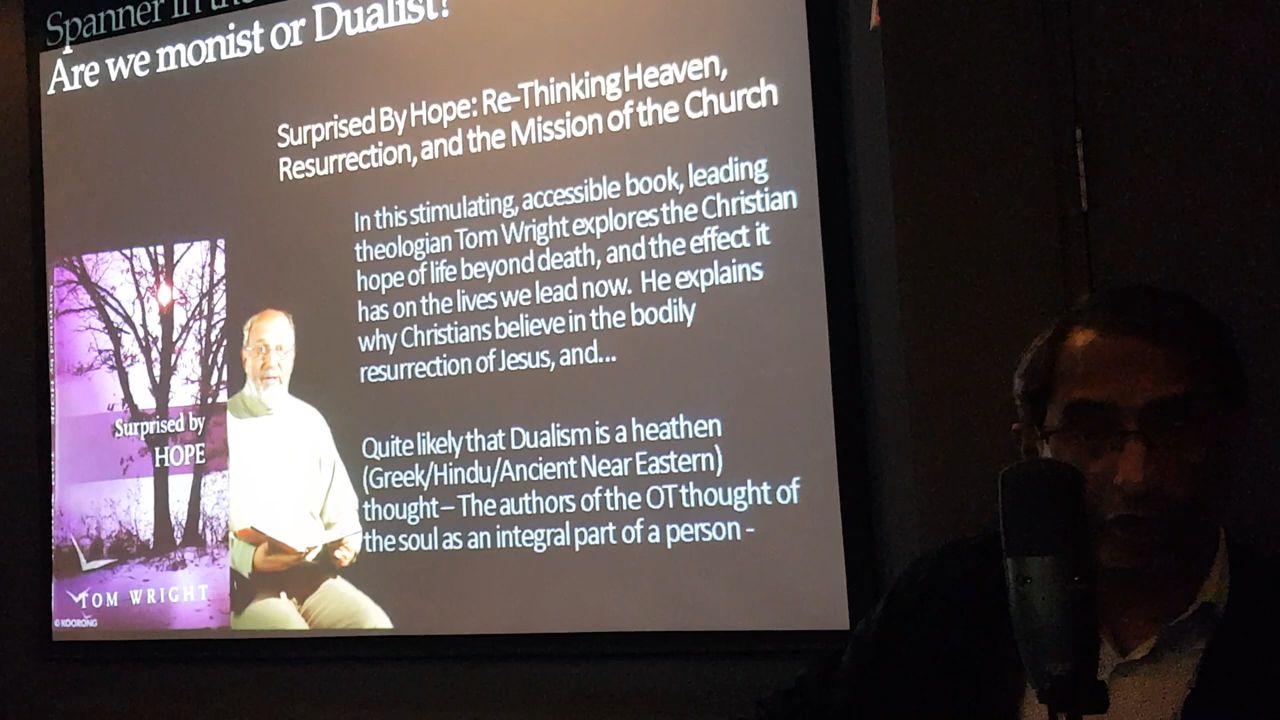 Spanner in the
Are we monist or Dualist?
Surprised By Hope: Re-Thinking Heaven,
Resurrection, and the Mission of the Church
In this stimulating, accessible book, leading
theologian Tom Wright explores the Christian
hope of life beyond death, and the effect it
has on the lives we lead now. He explains
why Christians believe in the bodily
resurrection of Jesus, and...
Quite likely that Dualism is a heathen
(Greek/Hindu/Ancient Near Eastern)
thought – The authors of the OT thought of
the soul as an integral part of a person -
Surprised by
HOPE
TOM WRIGHT
© KOORONG